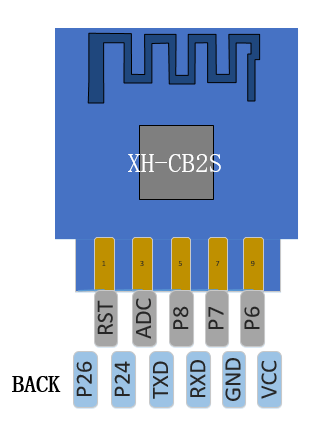 XH-CB2S
1 3 5 7 9
RST ADC P8 P7 P6
BACK P26 P24 TXD RXD GND VCC